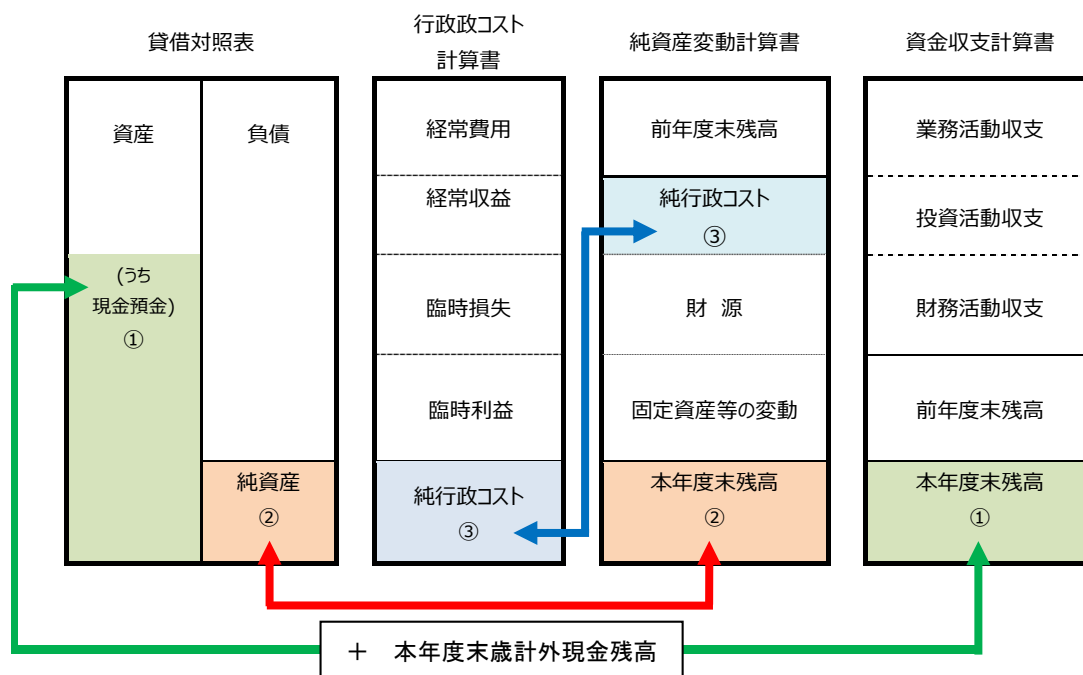 貸借対照表
行政政コスト
計算書
純資産変動計算書
資金収支計算書
資産
負債
(うち
現金預金)
①
純資産
②
経常費用
経常収益
臨時損失
臨時利益
純行政コスト
③
前年度末残高
純行政コスト
③
財 源
固定資産等の変動
本年度末残高
②
業務活動収支
投資活動収支
財務活動収支
前年度末残高
本年度末残高
①
＋ 本年度末歳計外現金残高